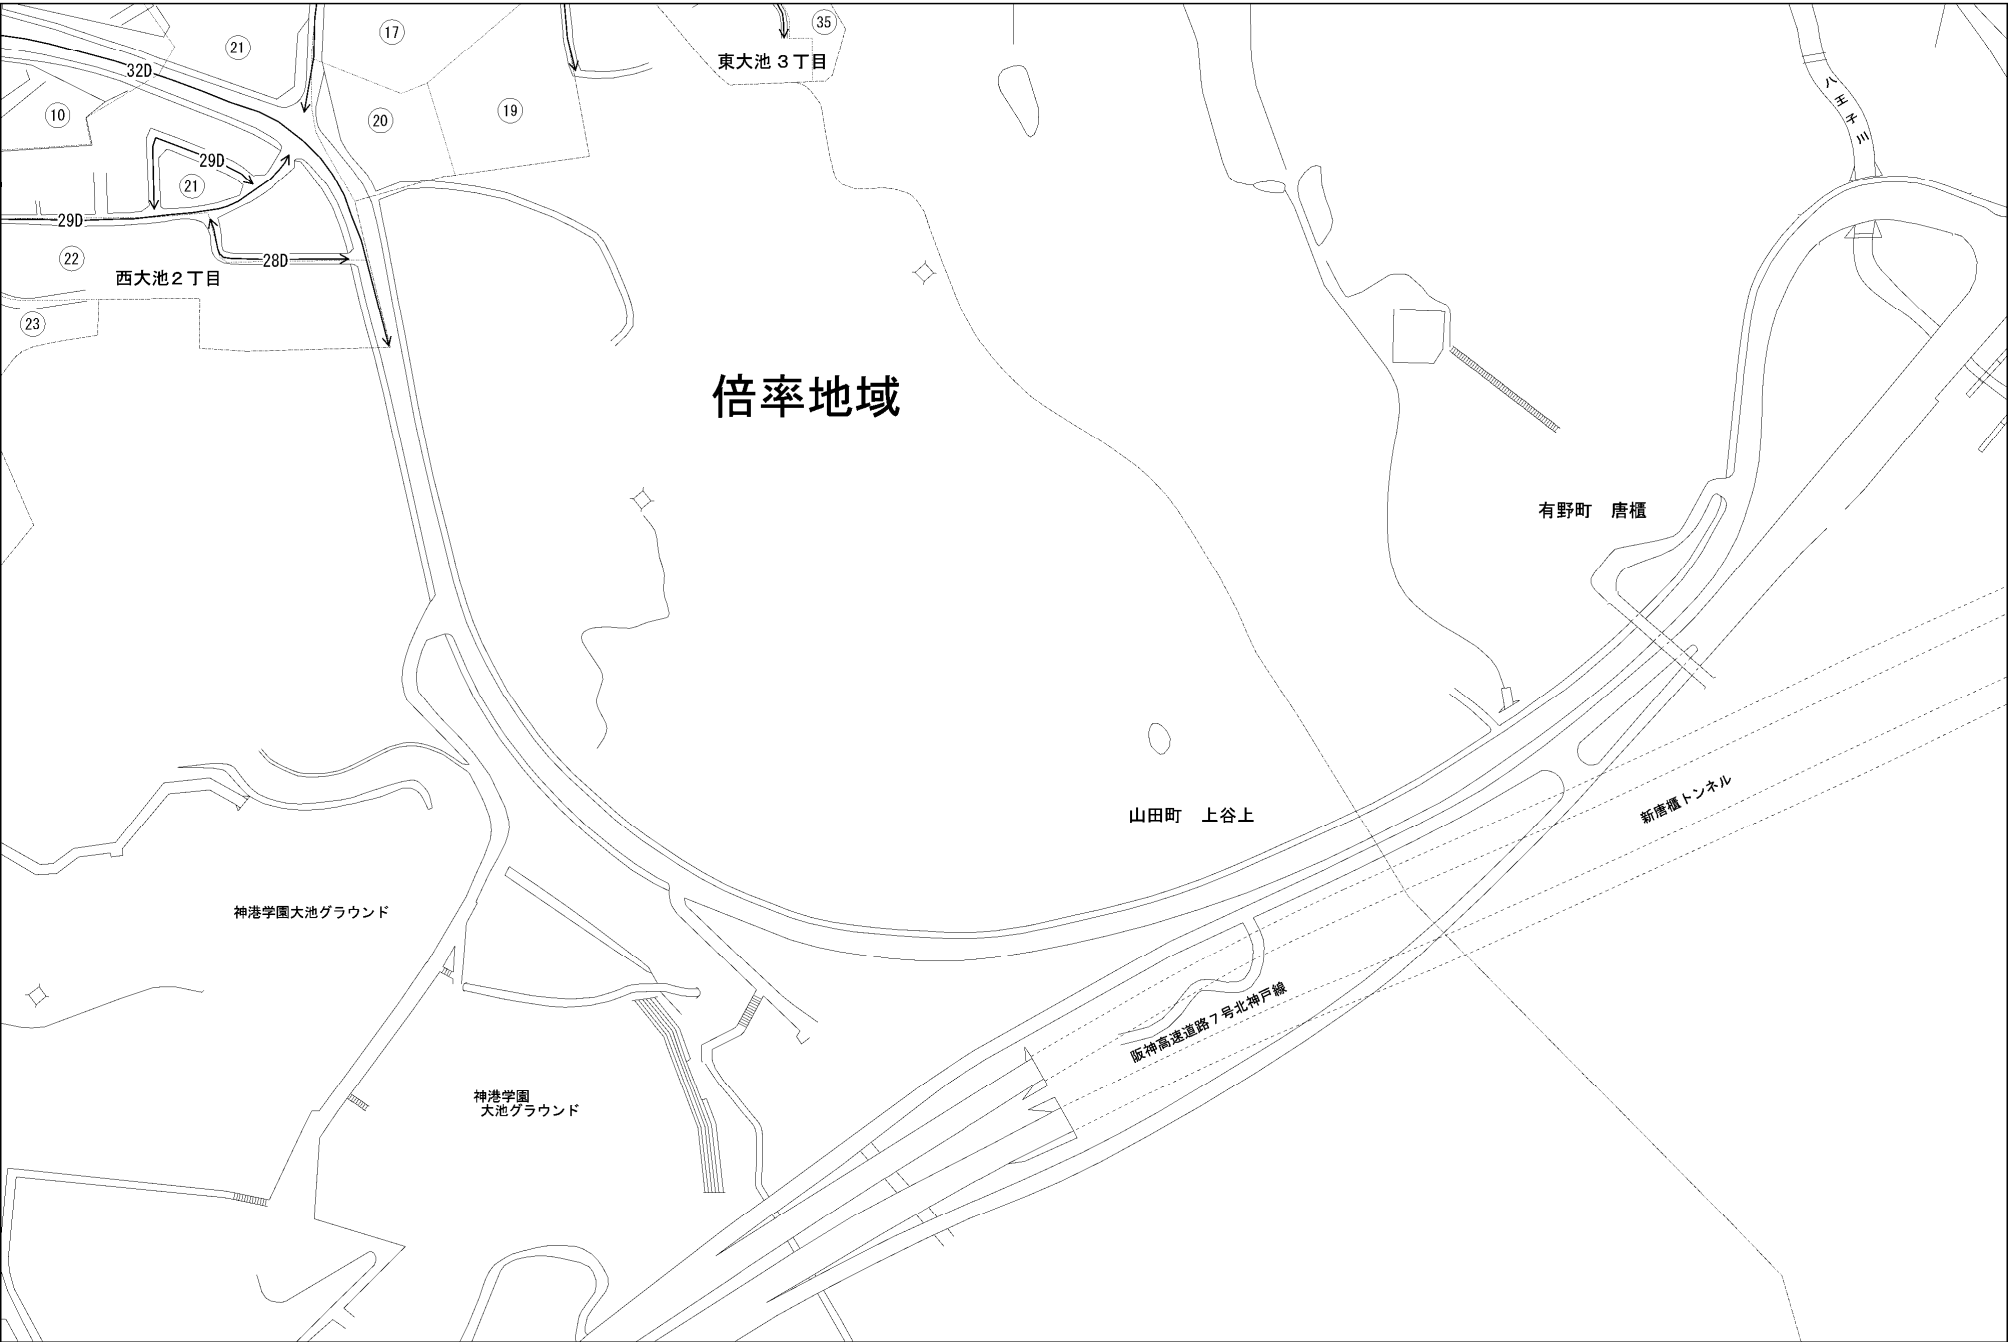 35
21
17
東大池3丁目
32D
八王子川
10
20
19
29D
21
29D
22
28D
西大池2丁目
23
倍率地域
有野町 唐櫃
新唐櫃トンネル
山田町 上谷上
神港学園大池グラウンド
阪神高速道路7号北神戸線
神港学園
大池グラウンド